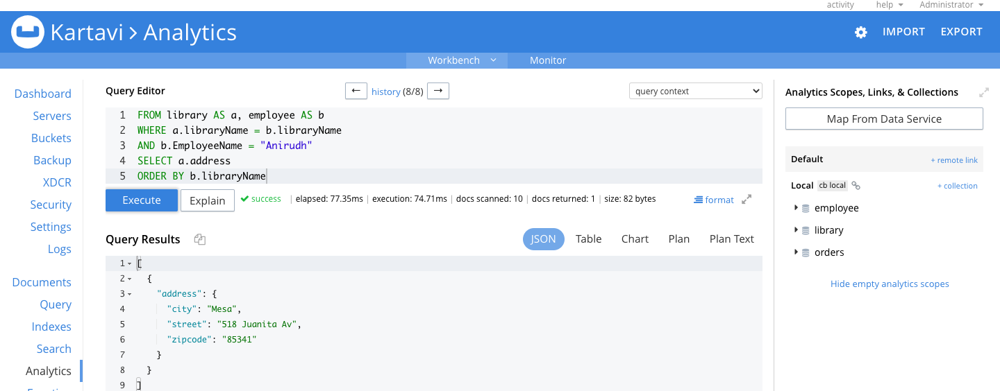 activity help Administrator
Kartavi > Analytics IMPORT EXPORT
Workbench Monitor
Dashboard
Servers
Buckets
Backup
XDCR
Security
Settings
Logs
Documents
Query
Indexes
Search
Analytics
Query Editor ← history (8/8) → query context
1 FROM library AS a, employee AS b
2 WHERE a.libraryName = b.libraryName
3 AND b.EmployeeName = "Anirudh"
4 SELECT a.address
5 ORDER BY b.libraryName
Execute Explain success | elapsed: 77.35ms | execution: 74.71ms | docs scanned: 10 | docs returned: 1 | size: 82 bytes format
Query Results JSON Table Chart Plan Plan Text
1 [
2 {
3 "address": {
4 "city": "Mesa",
5 "street": "518 Juanita Av",
6 "zipcode": "85341"
7 }
8 }
9 ]
Analytics Scopes, Links, & Collections
Map From Data Service
Default + remote link
Local cb local + collection
employee
library
orders
Hide empty analytics scopes